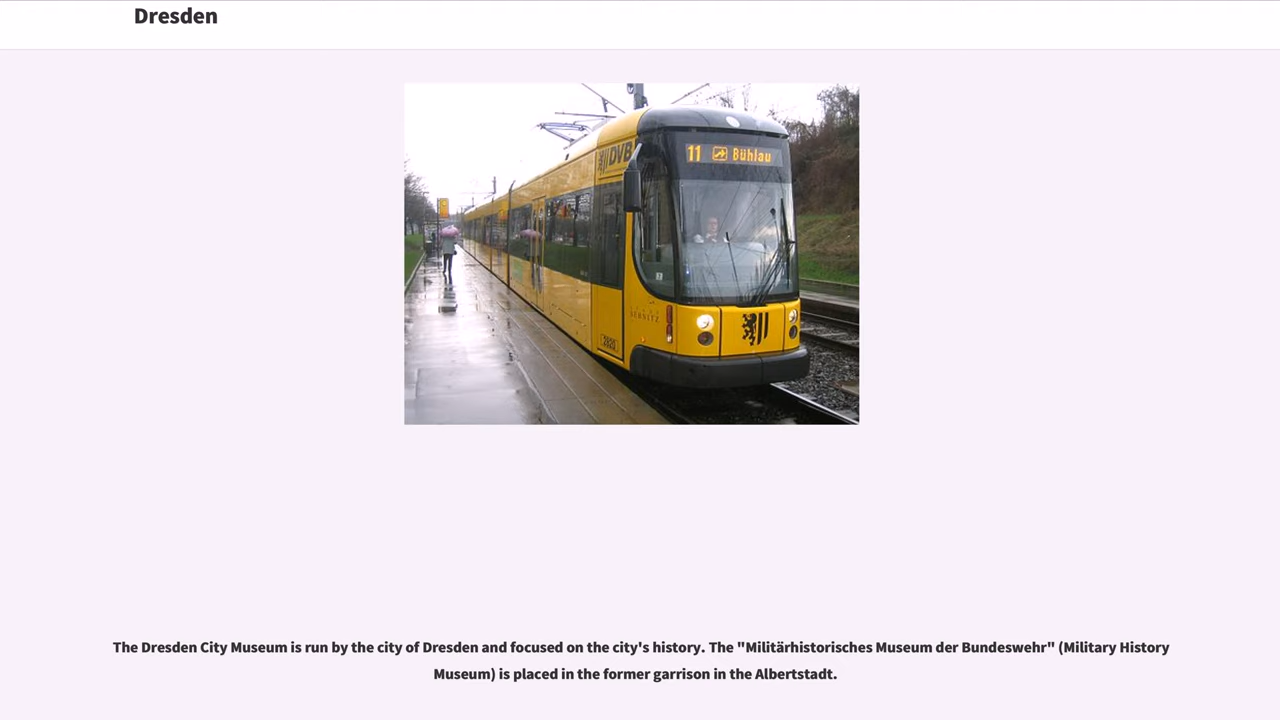 Dresden
DVB
11 Bühlau
SEBNITZ
2820
The Dresden City Museum is run by the city of Dresden and focused on the city's history. The "Militärhistorisches Museum der Bundeswehr" (Military History
Museum) is placed in the former garrison in the Albertstadt.